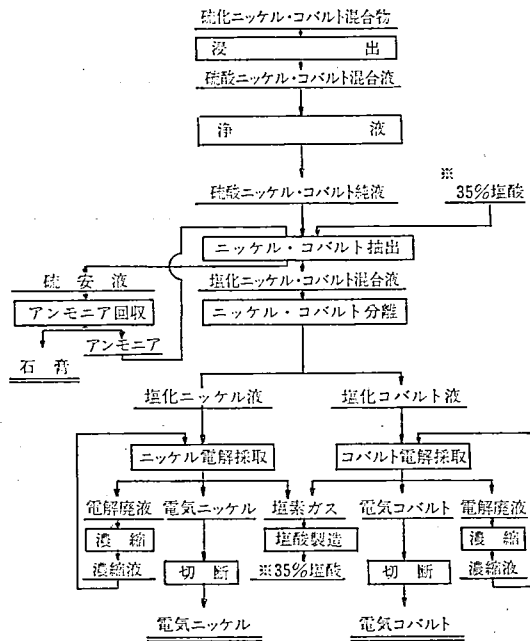 硫化ニッケル・コバルト混合物
浸出
硫酸ニッケル・コバルト混合液
浄液
硫酸ニッケル・コバルト純液
※
35%塩酸
ニッケル・コバルト抽出
硫安液
塩化ニッケル・コバルト混合液
アンモニア回収
ニッケル・コバルト分離
アンモニア
石膏
塩化ニッケル液
塩化コバルト液
ニッケル電解採取
コバルト電解採取
電解廃液
電気ニッケル
塩素ガス
電気コバルト
電解廃液
濃縮
塩酸製造
濃縮
濃縮液
切断
※35%塩酸
切断
濃縮液
電気ニッケル
電気コバルト